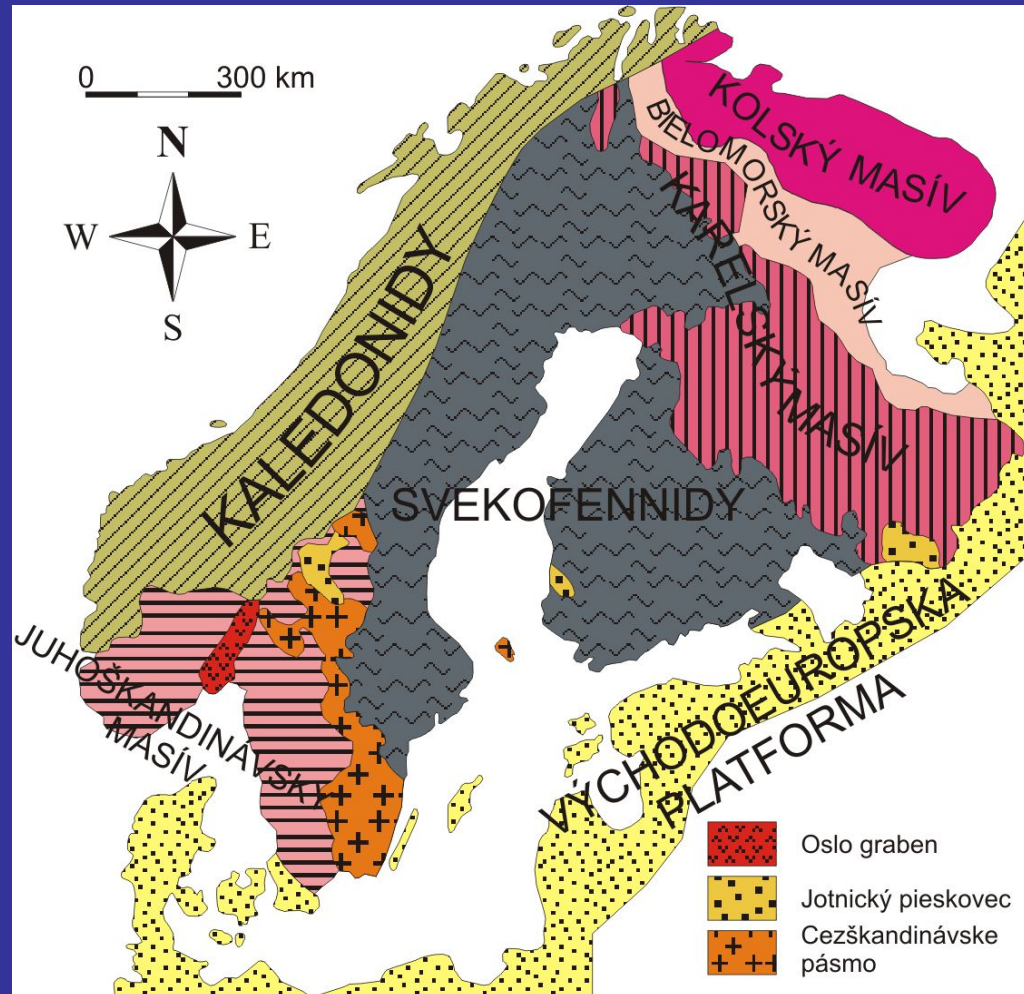 0 300 km
N
W E
S
KOLSKÝ MASÍV
BIELOMORSKÝ MASÍV
KARELSKÝ MASÍV
KALEDONIDY
SVEKOFENNIDY
JUHOŠKANDINÁVSKY
MASÍV
VÝCHODOEURÓPSKA
PLATFORMA
Oslo graben
Jotnický pieskovec
Cezškandinávske
pásmo